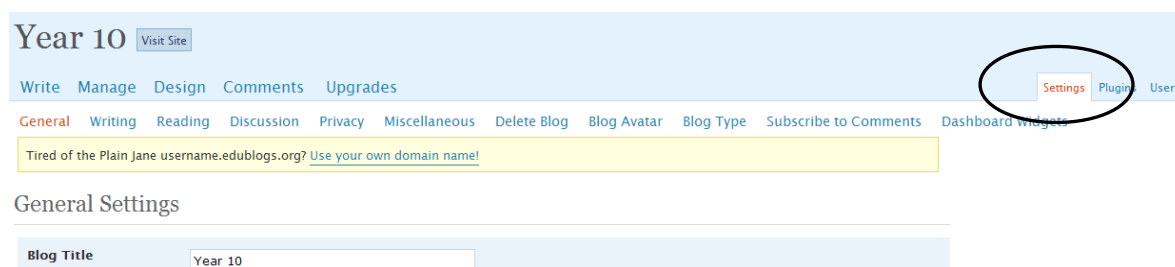 Year 10 Visit Site
Write Manage Design Comments Upgrades Settings Plugins User
General Writing Reading Discussion Privacy Miscellaneous Delete Blog Blog Avatar Blog Type Subscribe to Comments Dashboard Widgets
Tired of the Plain Jane username.edublogs.org? Use your own domain name!
General Settings
Blog Title Year 10